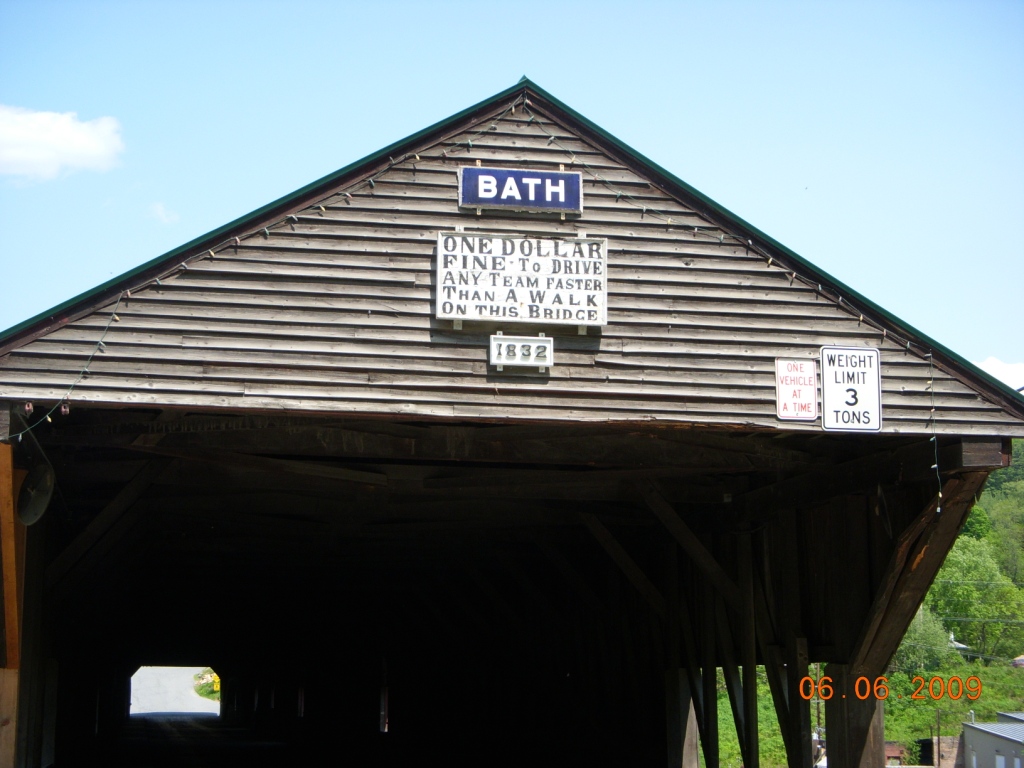 BATH
ONE DOLLAR
FINE TO DRIVE
ANY TEAM FASTER
THAN A WALK
ON THIS BRIDGE
1832
ONE
VEHICLE
AT
A TIME
WEIGHT
LIMIT
3
TONS
06.06.2009